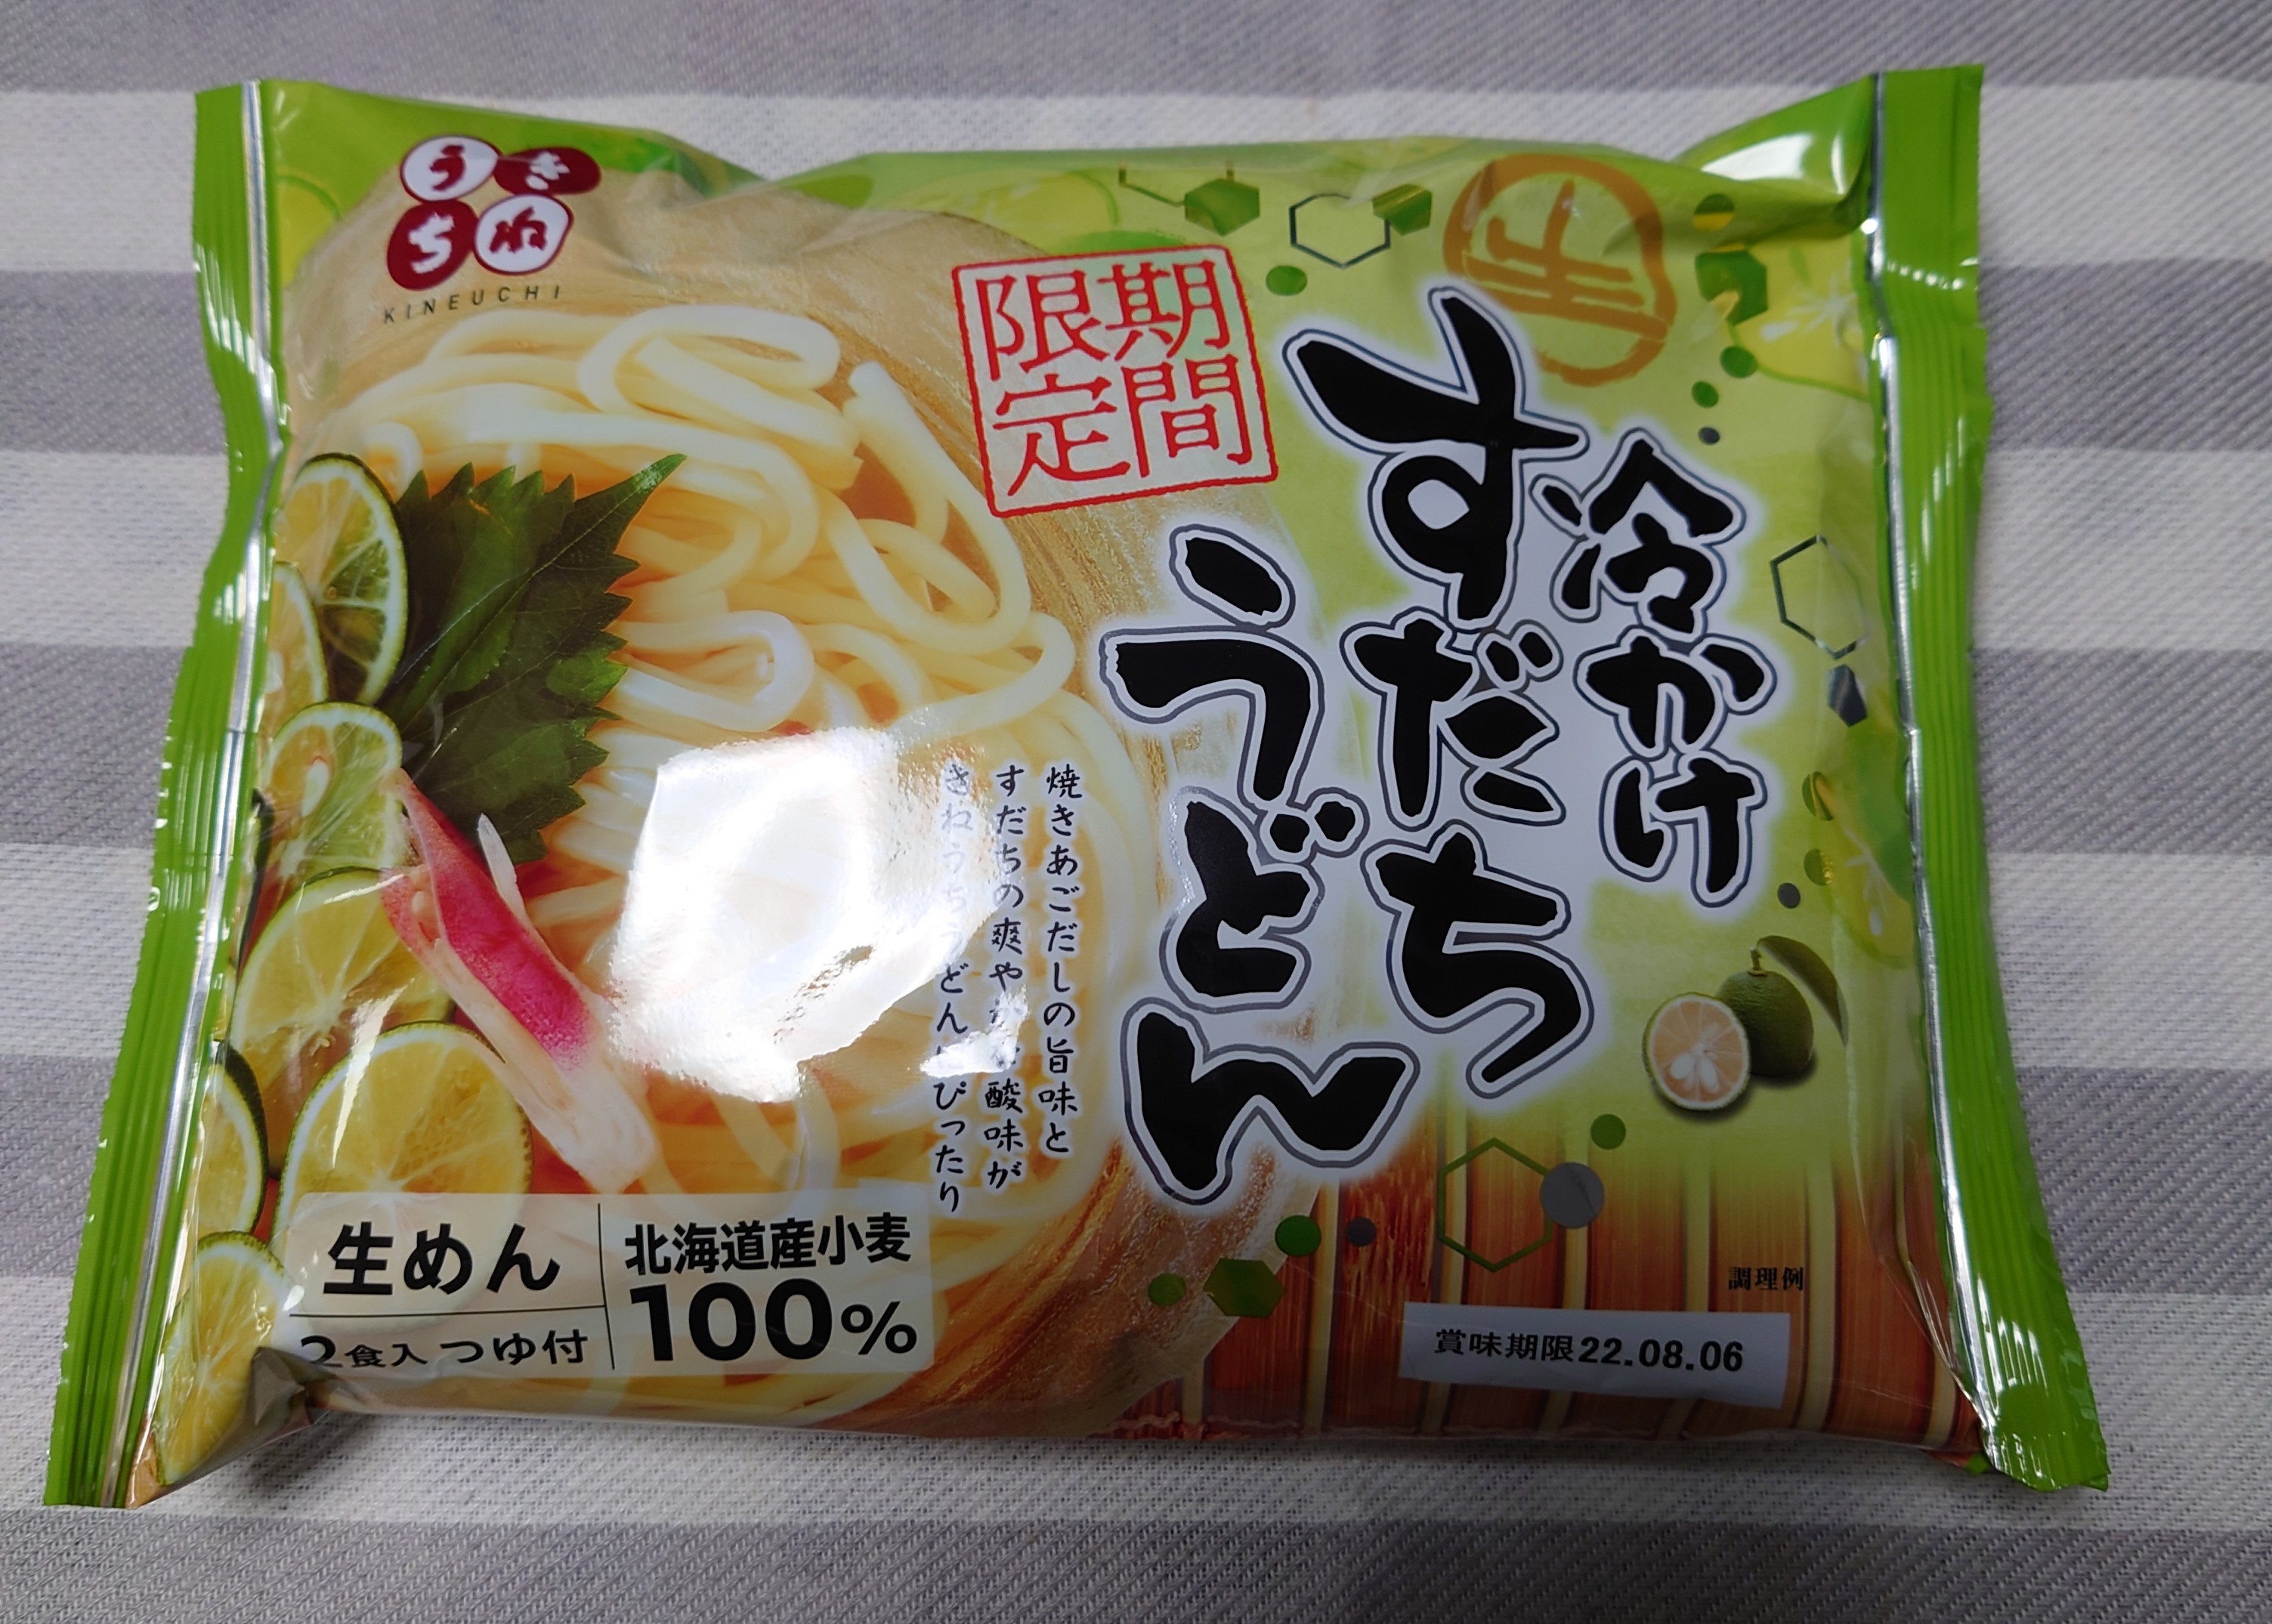 きねうち
KINEUCHI
期間
限定
生
冷かけ
すだち
うどん
焼きあごだしの旨味と
すだちの爽やかな酸味が
きねうちうどんにぴったり
生めん
2食入 つゆ付
北海道産小麦
100%
調理例
賞味期限22.08.06